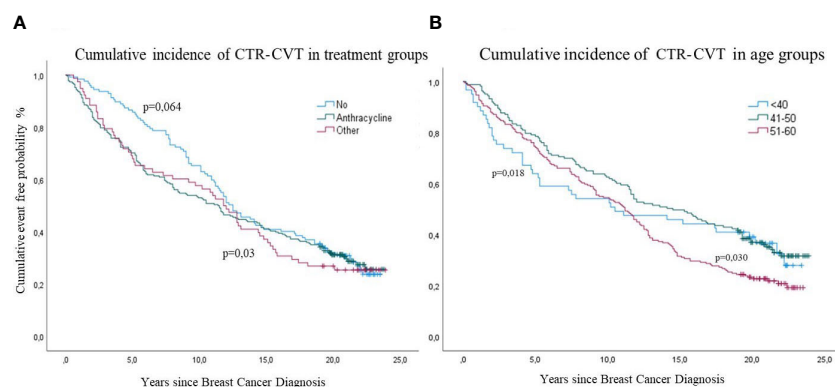 A
Cumulative incidence of CTR-CVT in treatment groups
Cumulative event free probability %
1,0
0,8
0,6
0,4
0,2
0,0
p=0,064
No
Anthracycline
Other
p=0,03
,0
5,0
10,0
15,0
20,0
25,0
Years since Breast Cancer Diagnosis
B
Cumulative incidence of CTR-CVT in age groups
1,0
0,8
0,6
0,4
0,2
0,0
<40
41-50
51-60
p=0,018
p=0,030
,0
5,0
10,0
15,0
20,0
25,0
Years since Breast Cancer Diagnosis